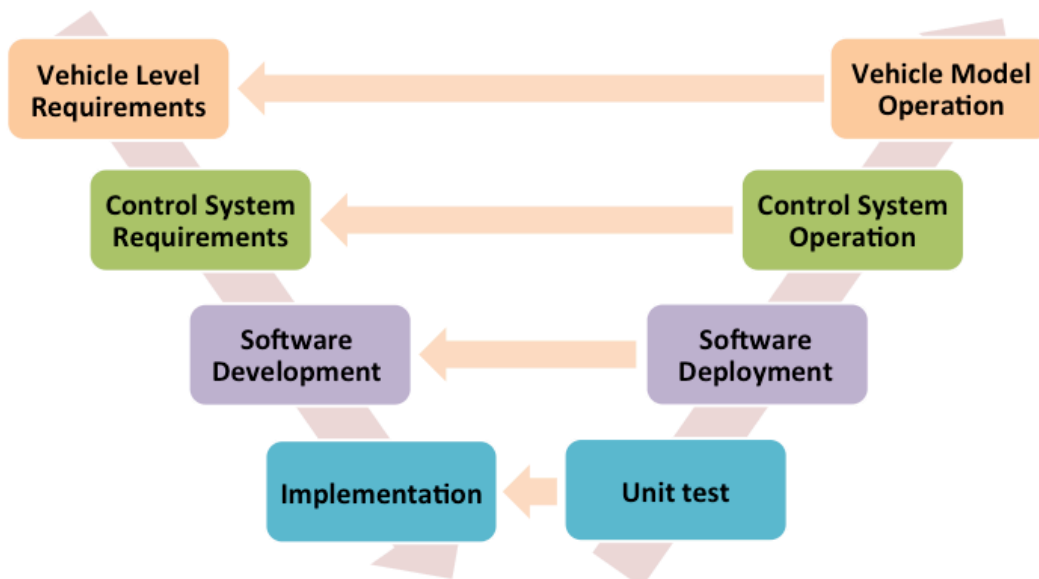 Vehicle Level
Requirements
Vehicle Model
Operation
Control System
Requirements
Control System
Operation
Software
Development
Software
Deployment
Implementation
Unit test